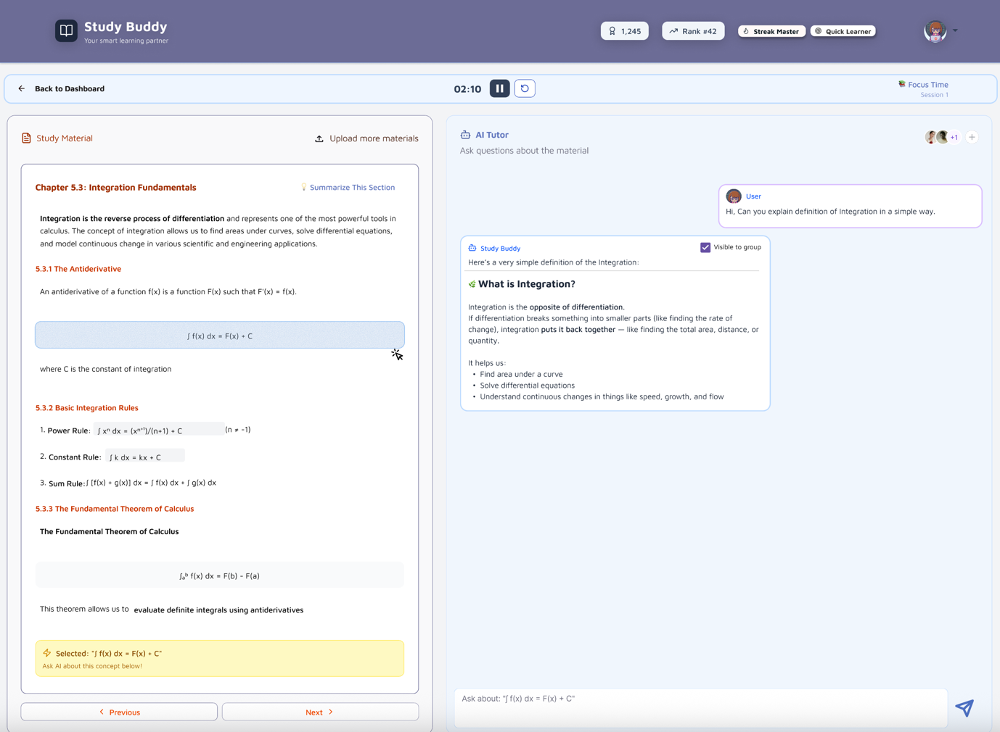 Study Buddy
Your smart learning partner
1,245
Rank #42
Streak Master
Quick Learner
Back to Dashboard
02:10
Focus Time
Session 1
Study Material
Upload more materials
Chapter 5.3: Integration Fundamentals
Summarize This Section
Integration is the reverse process of differentiation and represents one of the most powerful tools in
calculus. The concept of integration allows us to find areas under curves, solve differential equations,
and model continuous change in various scientific and engineering applications.
5.3.1 The Antiderivative
An antiderivative of a function f(x) is a function F(x) such that F'(x) = f(x).
∫ f(x) dx = F(x) + C
where C is the constant of integration
5.3.2 Basic Integration Rules
1. Power Rule: ∫ xⁿ dx = (xⁿ⁺¹)/(n+1) + C (n ≠ -1)
2. Constant Rule: ∫ k dx = kx + C
3. Sum Rule: ∫ [f(x) + g(x)] dx = ∫ f(x) dx + ∫ g(x) dx
5.3.3 The Fundamental Theorem of Calculus
The Fundamental Theorem of Calculus
∫ₐᵇ f(x) dx = F(b) - F(a)
This theorem allows us to evaluate definite integrals using antiderivatives
Selected: "∫ f(x) dx = F(x) + C"
Ask AI about this concept below!
Previous
Next
AI Tutor
Ask questions about the material
+1
User
Hi, Can you explain definition of Integration in a simple way.
Study Buddy
Visible to group
Here's a very simple definition of the Integration:
What is Integration?
Integration is the opposite of differentiation.
If differentiation breaks something into smaller parts (like finding the rate of
change), integration puts it back together — like finding the total area, distance, or
quantity.
It helps us:
• Find area under a curve
• Solve differential equations
• Understand continuous changes in things like speed, growth, and flow
Ask about: "∫ f(x) dx = F(x) + C"